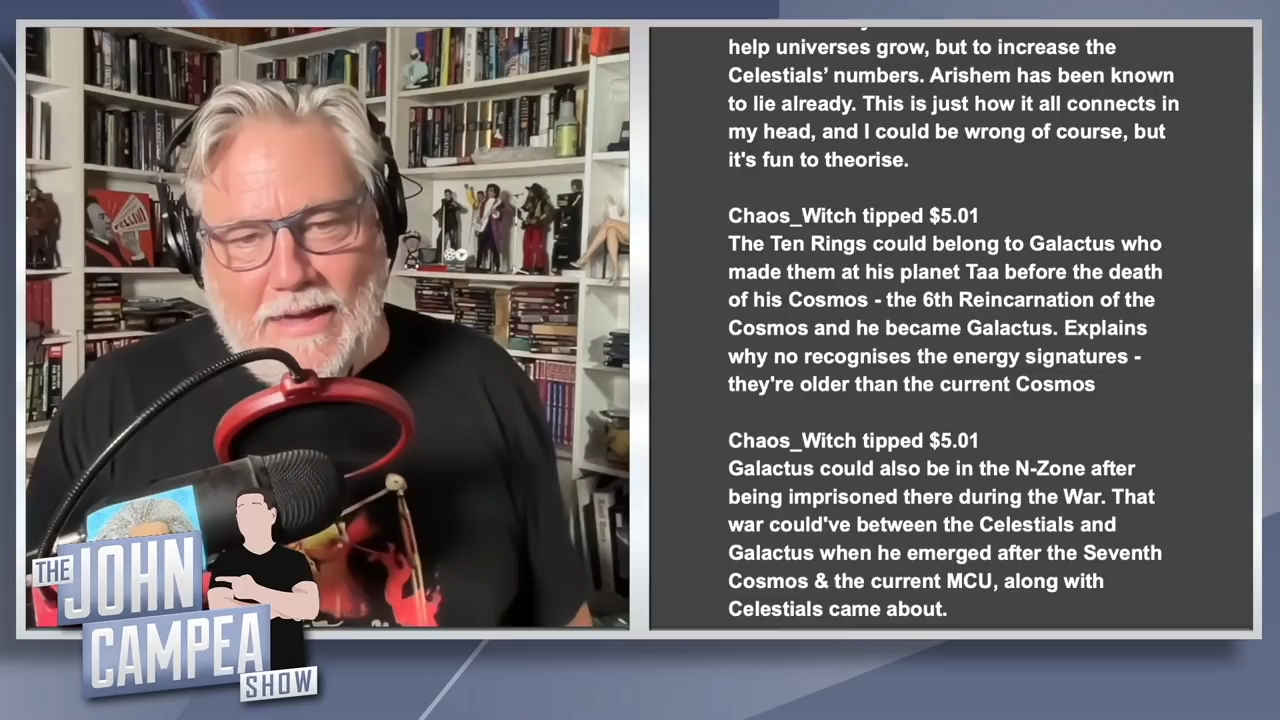 help universes grow, but to increase the
Celestials’ numbers. Arishem has been known
to lie already. This is just how it all connects in
my head, and I could be wrong of course, but
it's fun to theorise.
Chaos_Witch tipped $5.01
The Ten Rings could belong to Galactus who
made them at his planet Taa before the death
of his Cosmos - the 6th Reincarnation of the
Cosmos and he became Galactus. Explains
why no recognises the energy signatures -
they're older than the current Cosmos
Chaos_Witch tipped $5.01
Galactus could also be in the N-Zone after
being imprisoned there during the War. That
war could've between the Celestials and
Galactus when he emerged after the Seventh
Cosmos & the current MCU, along with
Celestials came about.
FELLINI
THE
JOHN
CAMPEA
SHOW